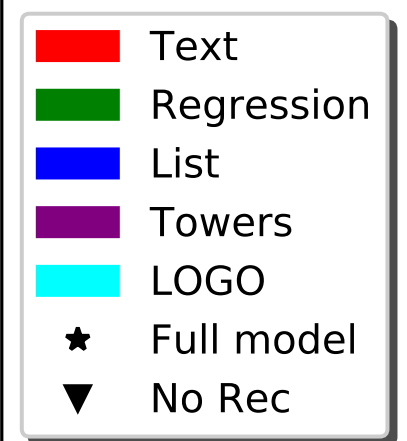 Text
Regression
List
Towers
LOGO
Full model
No Rec